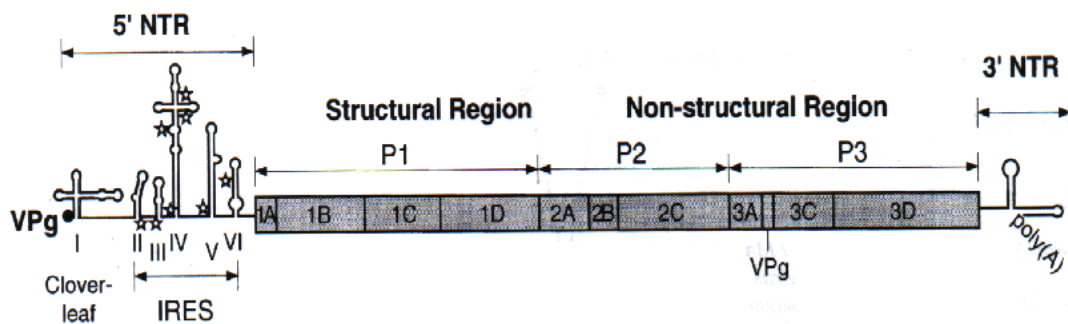 5' NTR
3' NTR
Structural Region
Non-structural Region
P1
P2
P3
1A
1B
1C
1D
2A
2B
2C
3A
3C
3D
VPg
I
II
III
IV
V
VI
VPg
poly(A)
Clover-
leaf
IRES